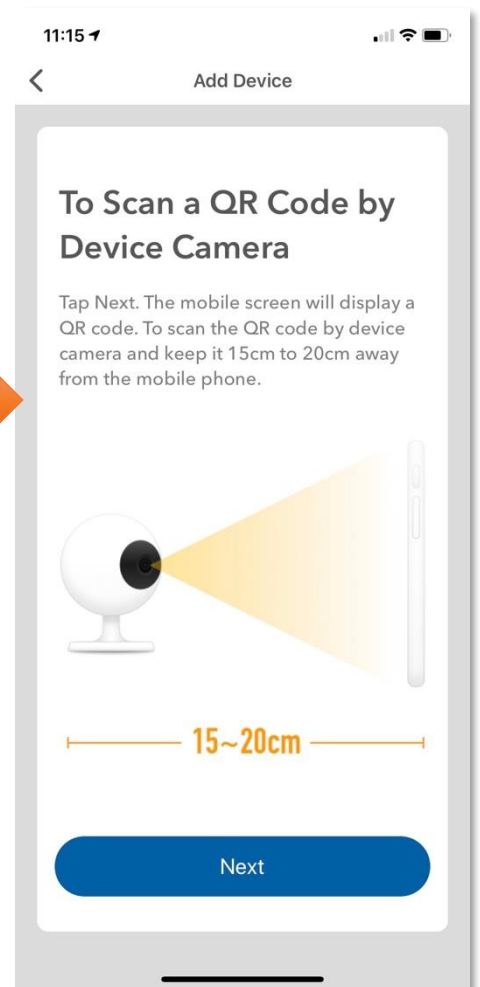 11:15
Add Device
To Scan a QR Code by
Device Camera
Tap Next. The mobile screen will display a
QR code. To scan the QR code by device
camera and keep it 15cm to 20cm away
from the mobile phone.
15~20cm
Next